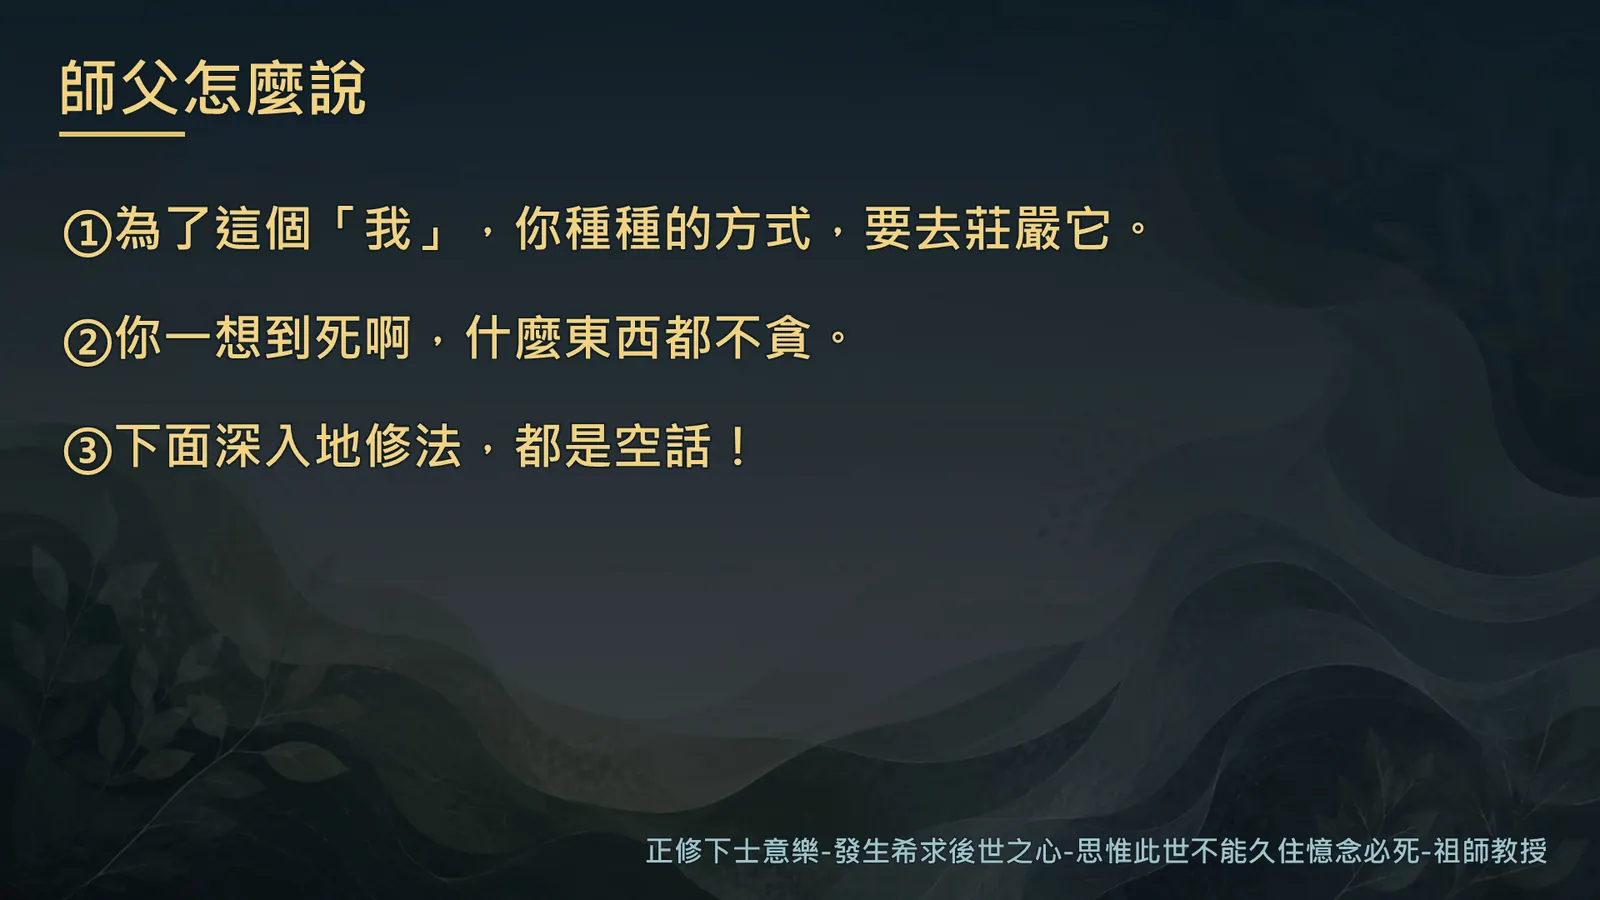 師父怎麼說
①為了這個「我」，你種種的方式，要去莊嚴它。
②你一想到死啊，什麼東西都不貪。
③下面深入地修法，都是空話！
正修下士意樂-發生希求後世之心-思惟此世不能久住憶念必死-祖師教授